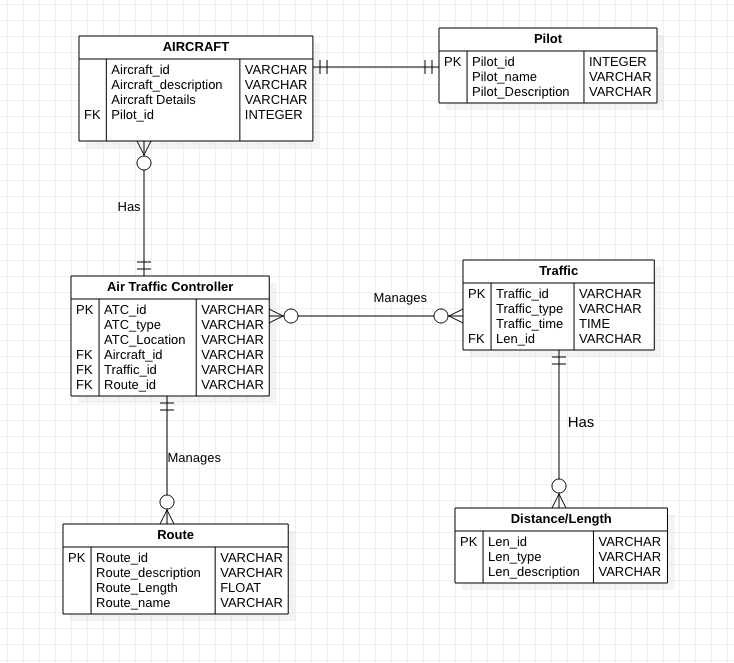 AIRCRAFT
Aircraft_id VARCHAR
Aircraft_description VARCHAR
Aircraft Details VARCHAR
FK Pilot_id INTEGER
Pilot
PK Pilot_id INTEGER
Pilot_name VARCHAR
Pilot_Description VARCHAR
Has
Air Traffic Controller
PK ATC_id VARCHAR
ATC_type VARCHAR
ATC_Location VARCHAR
FK Aircraft_id VARCHAR
FK Traffic_id VARCHAR
FK Route_id VARCHAR
Manages
Traffic
PK Traffic_id VARCHAR
Traffic_type VARCHAR
Traffic_time TIME
FK Len_id VARCHAR
Manages
Has
Route
PK Route_id VARCHAR
Route_description VARCHAR
Route_Length FLOAT
Route_name VARCHAR
Distance/Length
PK Len_id VARCHAR
Len_type VARCHAR
Len_description VARCHAR